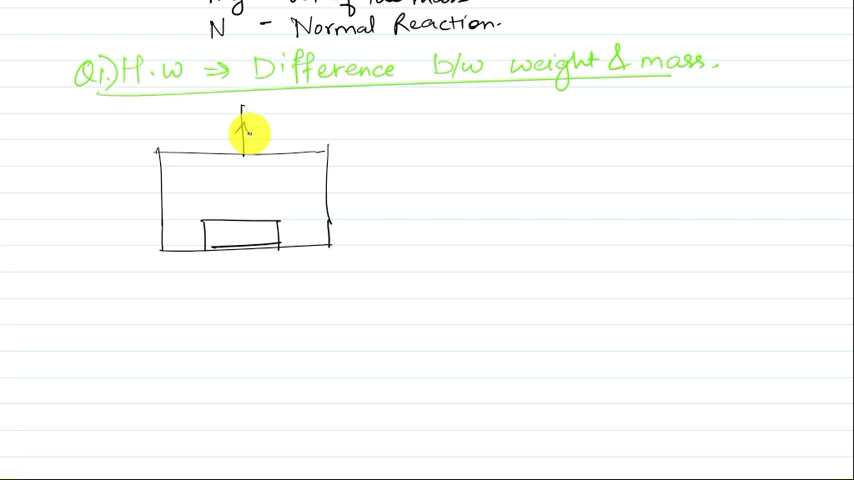 N - Normal Reaction.
Q1.) H.W ⇒ Difference b/w weight & mass.